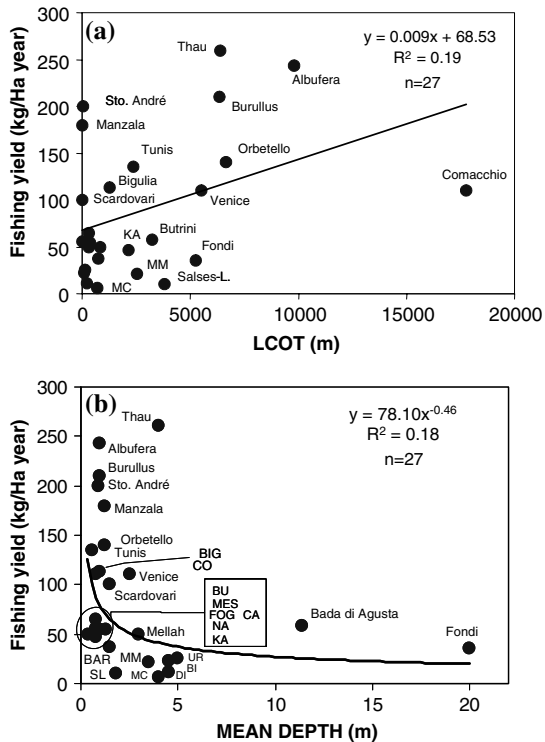 (a)
Fishing yield (kg/Ha year)
300
250
200
150
100
50
0
y = 0.009x + 68.53
R² = 0.19
n=27
Thau
Albufera
Sto. André
Burullus
Manzala
Tunis
Orbetello
Bigulia
Comacchio
Scardovari
Venice
KA
Butrini
Fondi
MM
Salses-L.
MC
0
5000
10000
15000
20000
LCOT (m)
(b)
Fishing yield (kg/Ha year)
300
250
200
150
100
50
0
y = 78.10x^-0.46
R² = 0.18
n=27
Thau
Albufera
Burullus
Sto. André
Manzala
Orbetello
Tunis
BIG
CO
Venice
Scardovari
BU
MES
FOG CA
NA
KA
Mellah
Bada di Agusta
Fondi
BAR
MM
UR
BI
SL
MC
DI
0
5
10
15
20
MEAN DEPTH (m)